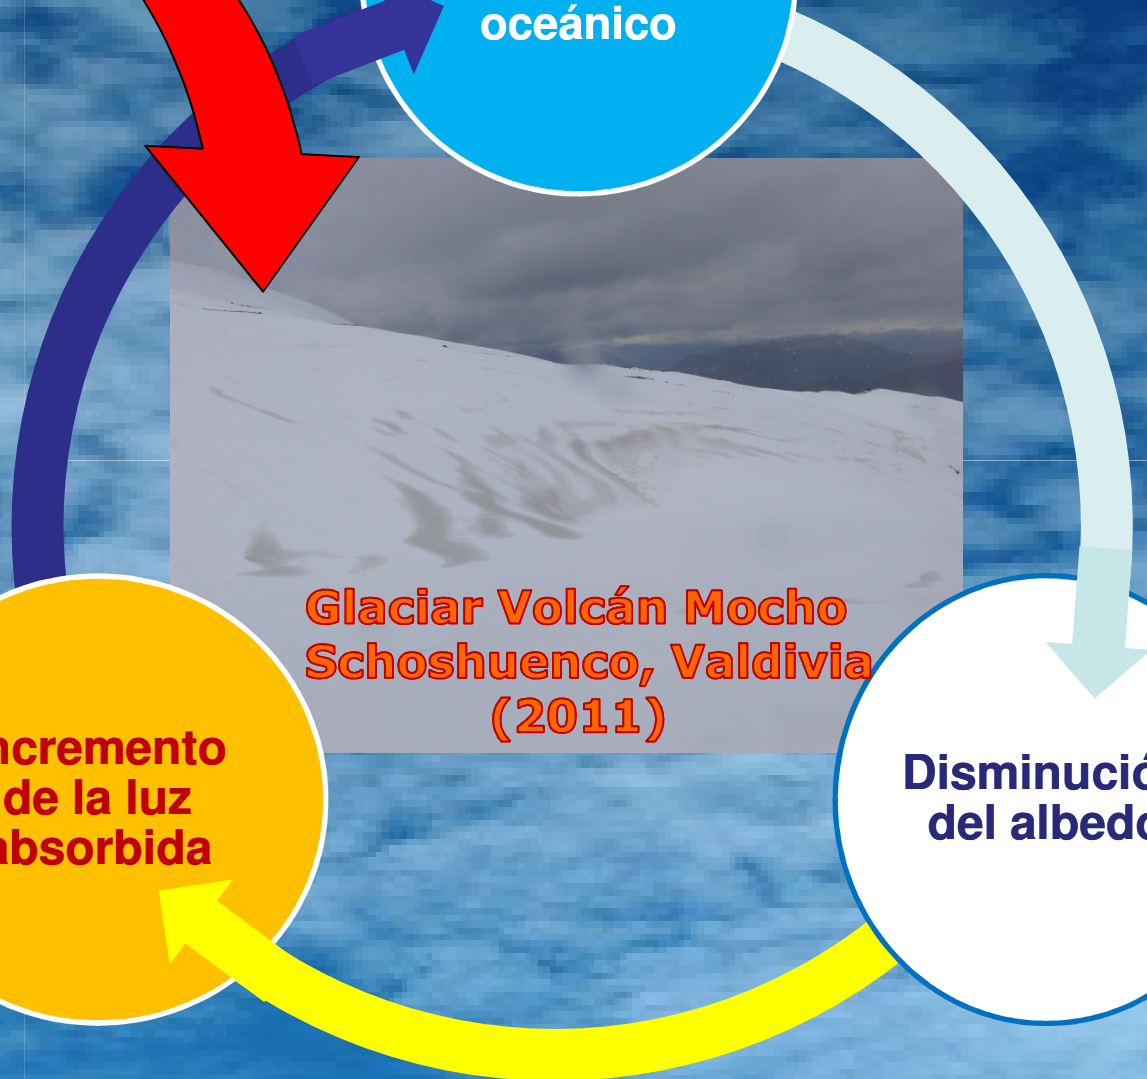 oceánico
Glaciar Volcán Mocho
Schoshuenco, Valdivia
(2011)
ncremento
de la luz
absorbida
Disminució
del albedo